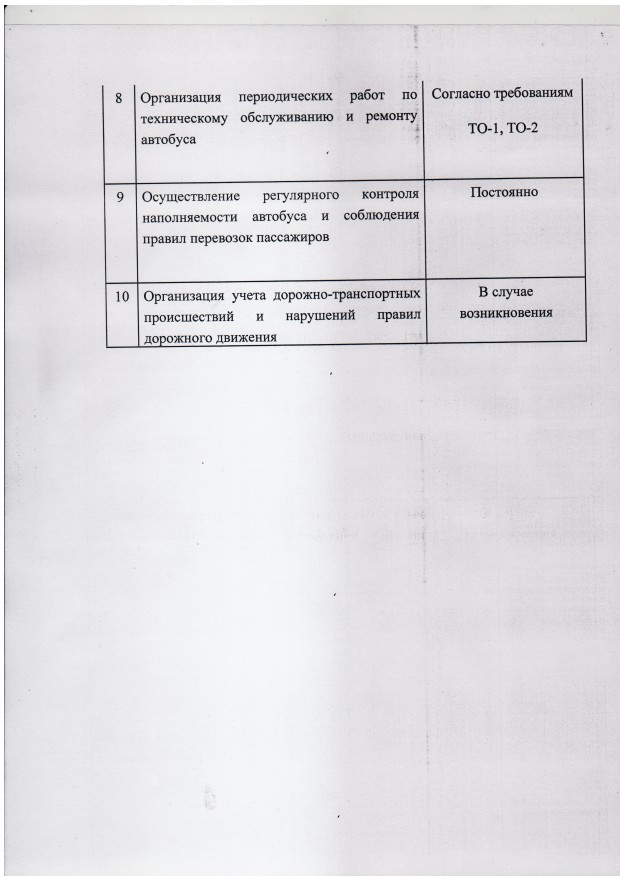 8 Организация периодических работ по Согласно требованиям
техническому обслуживанию и ремонту ТО-1, ТО-2
автобуса
9 Осуществление регулярного контроля Постоянно
наполняемости автобуса и соблюдения
правил перевозок пассажиров
10 Организация учета дорожно-транспортных В случае
происшествий и нарушений правил возникновения
дорожного движения